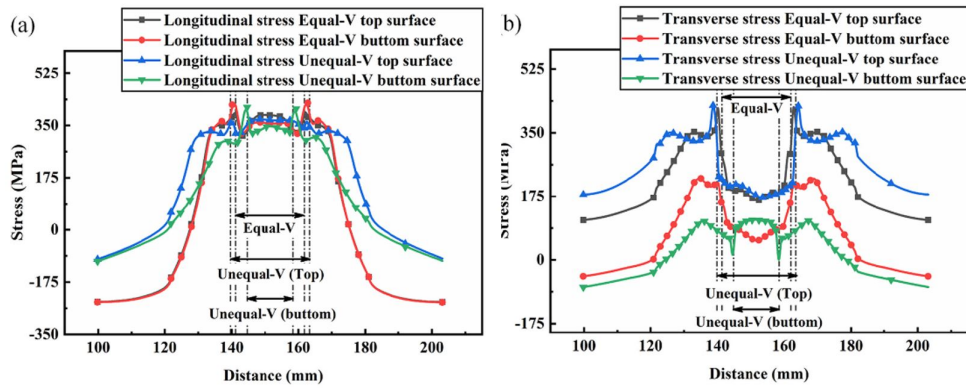 (a)
Longitudinal stress Equal-V top surface
Longitudinal stress Equal-V buttom surface
Longitudinal stress Unequal-V top surface
Longitudinal stress Unequal-V buttom surface
Stress (MPa)
525
350
175
0
-175
-350
Equal-V
Unequal-V (Top)
Unequal-V (buttom)
100 120 140 160 180 200
Distance (mm)
b)
Transverse stress Equal-V top surface
Transverse stress Equal-V buttom surface
Transverse stress Unequal-V top surface
Transverse stress Unequal-V buttom surface
Stress (MPa)
525
350
175
0
-175
Equal-V
Unequal-V (Top)
Unequal-V (buttom)
100 120 140 160 180 200
Distance (mm)